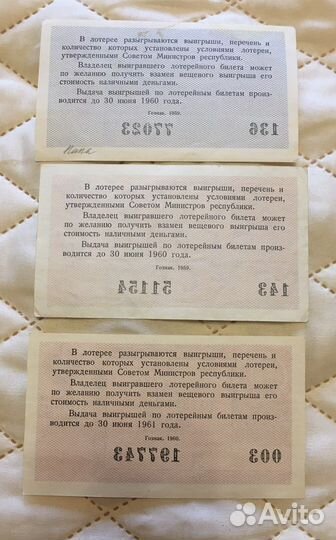 В лотерее разыгрываются выигрыши, перечень и
количество которых установлены условиями лотереи,
утвержденными Советом Министров республики.
Владелец выигравшего лотерейного билета может
по желанию получить взамен вещевого выигрыша его
стоимость наличными деньгами.
Выдача выигрышей по лотерейным билетам произ-
водится до 30 июня 1960 года.
Гознак. 1959.
77023 136
Папа
В лотерее разыгрываются выигрыши, перечень и
количество которых установлены условиями лотереи,
утвержденными Советом Министров республики.
Владелец выигравшего лотерейного билета может
по желанию получить взамен вещевого выигрыша его
стоимость наличными деньгами.
Выдача выигрышей по лотерейным билетам произ-
водится до 30 июня 1960 года.
Гознак. 1959.
51154 143
В лотерее разыгрываются выигрыши, перечень и
количество которых установлены условиями лотереи,
утвержденными Советом Министров республики.
Владелец выигравшего лотерейного билета может
по желанию получить взамен вещевого выигрыша его
стоимость наличными деньгами.
Выдача выигрышей по лотерейным билетам произ-
водится до 30 июня 1961 года.
Гознак. 1960.
197743 003
Avito